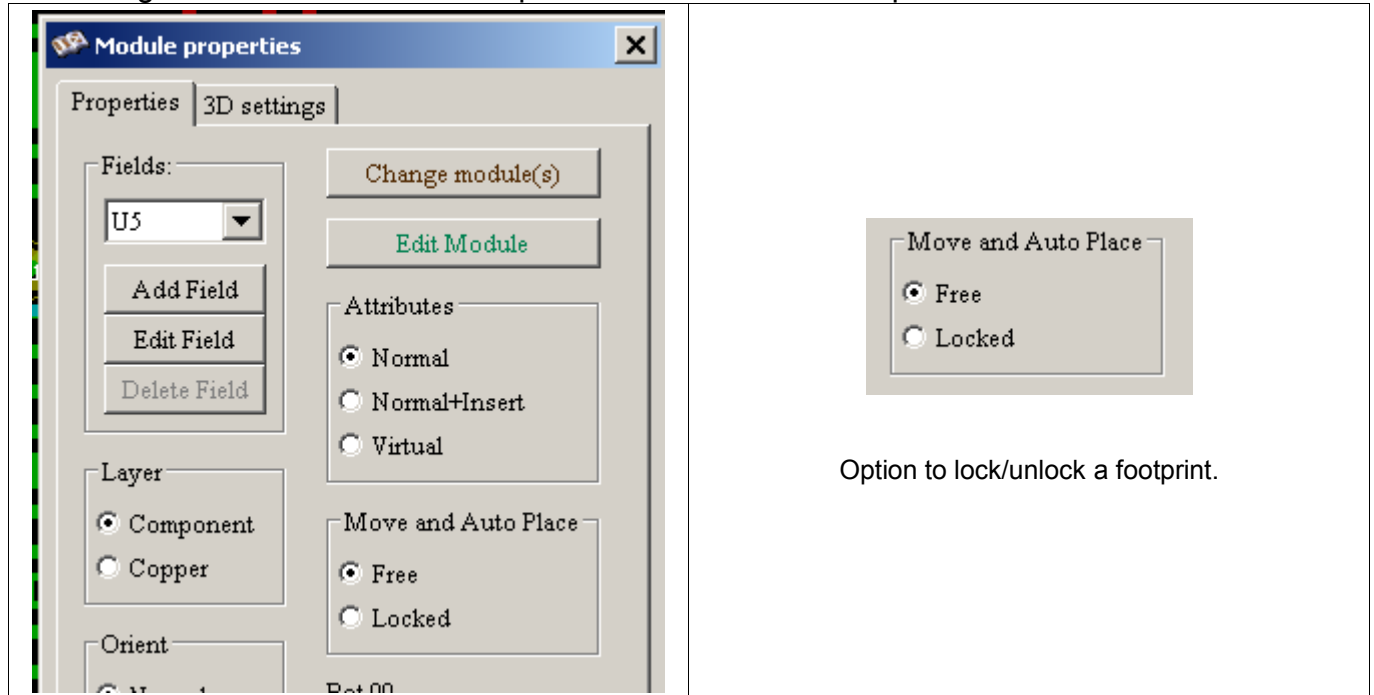 Module properties
Properties 3D settings
Fields:
U5
Add Field
Edit Field
Delete Field
Layer
Component
Copper
Orient
Change module(s)
Edit Module
Attributes
Normal
Normal+Insert
Virtual
Move and Auto Place
Free
Locked
Move and Auto Place
Free
Locked
Option to lock/unlock a footprint.